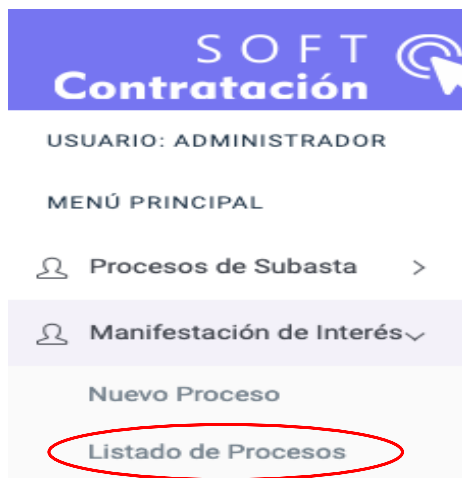 SOFT
Contratación
USUARIO: ADMINISTRADOR
MENÚ PRINCIPAL
Procesos de Subasta
Manifestación de Interés
Nuevo Proceso
Listado de Procesos